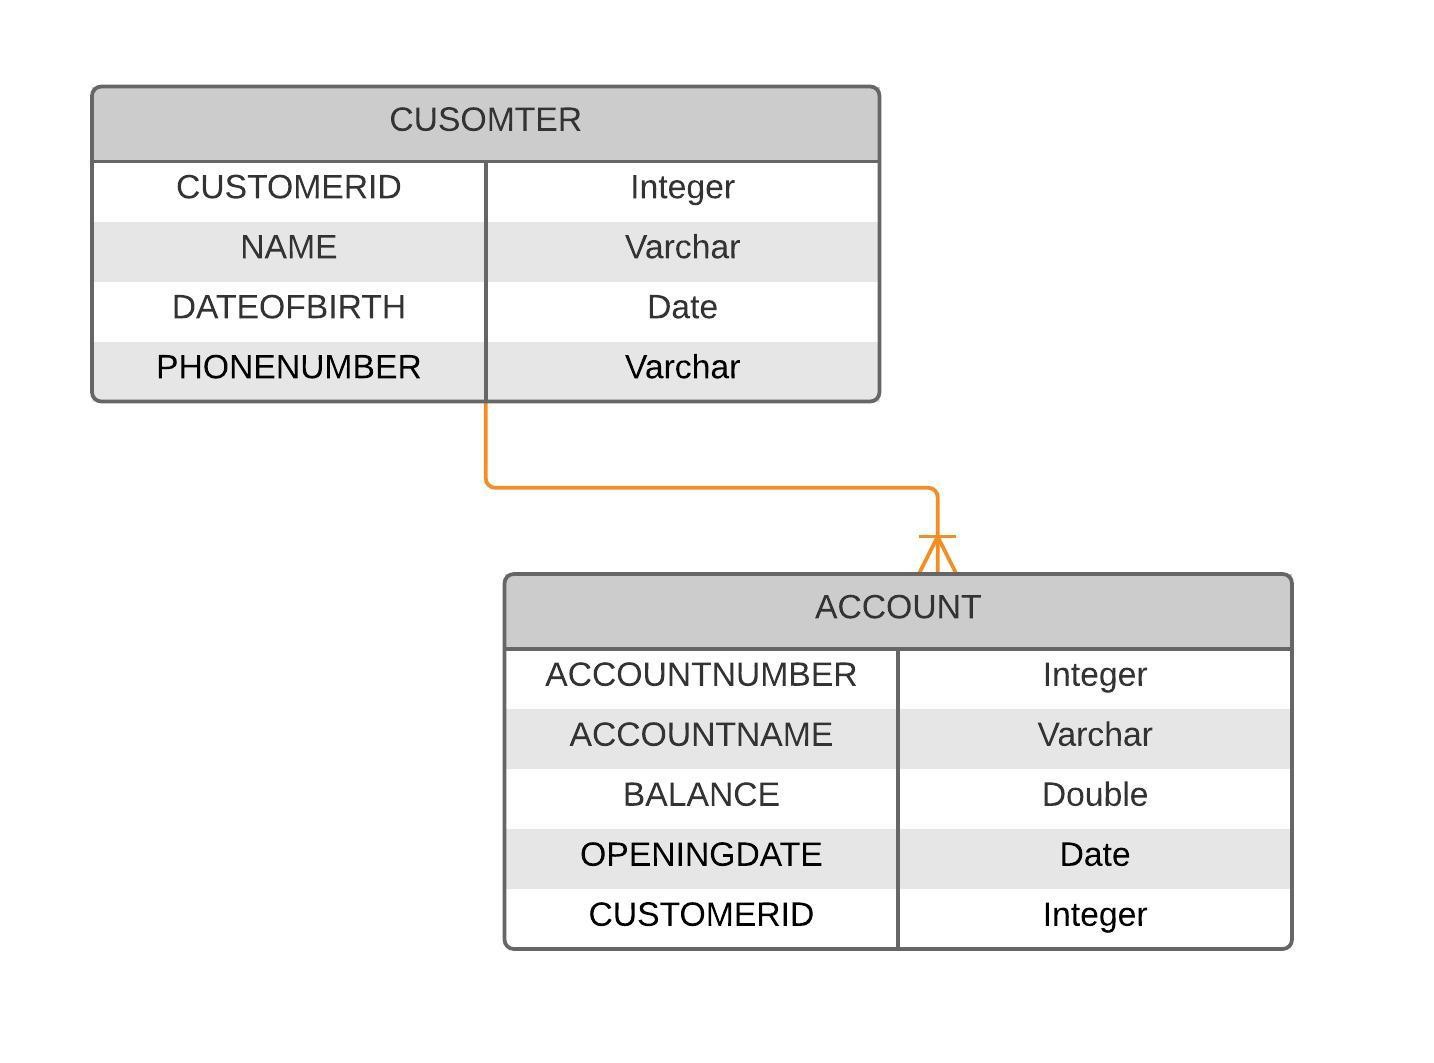 CUSOMTER
CUSTOMERID Integer
NAME Varchar
DATEOFBIRTH Date
PHONENUMBER Varchar
ACCOUNT
ACCOUNTNUMBER Integer
ACCOUNTNAME Varchar
BALANCE Double
OPENINGDATE Date
CUSTOMERID Integer